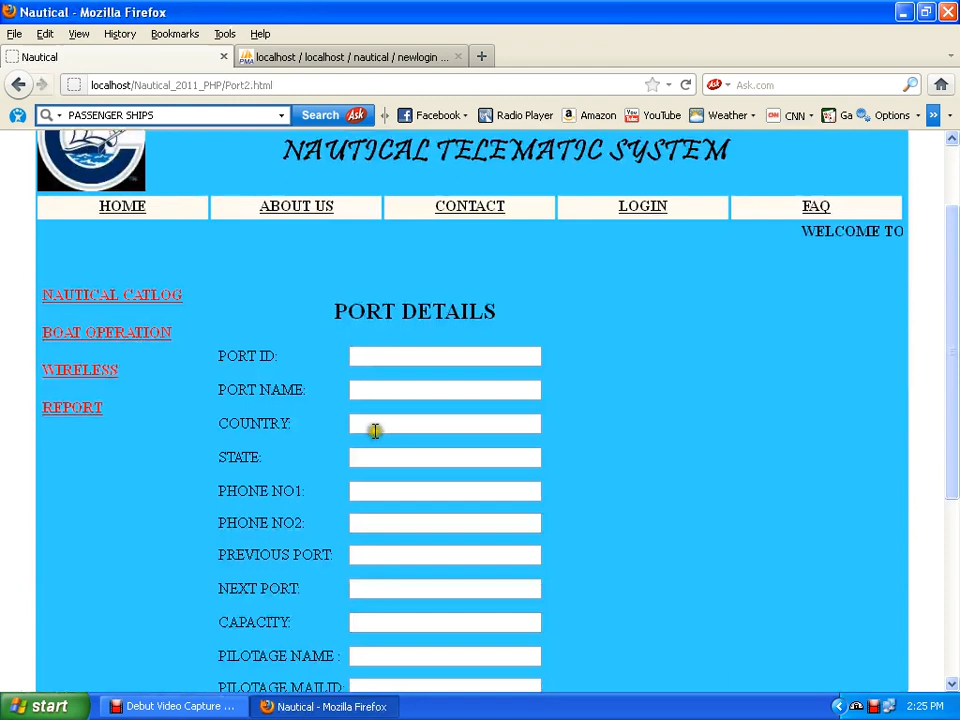 Nautical - Mozilla Firefox
File Edit View History Bookmarks Tools Help
Nautical
localhost / localhost / nautical / newlogin ...
localhost/Nautical_2011_PHP/Port2.html
Ask.com
PASSENGER SHIPS Search Ask Facebook Radio Player Amazon YouTube Weather CNN Ga Options
NAUTICAL TELEMATIC SYSTEM
HOME ABOUT US CONTACT LOGIN FAQ
WELCOME TO
NAUTICAL CATLOG
BOAT OPERATION
WIRELESS
REPORT
PORT DETAILS
PORT ID:
PORT NAME:
COUNTRY:
STATE:
PHONE NO1:
PHONE NO2:
PREVIOUS PORT:
NEXT PORT:
CAPACITY:
PILOTAGE NAME :
PILOTAGE MAILID:
start Debut Video Capture ... Nautical - Mozilla Firefox 2:25 PM